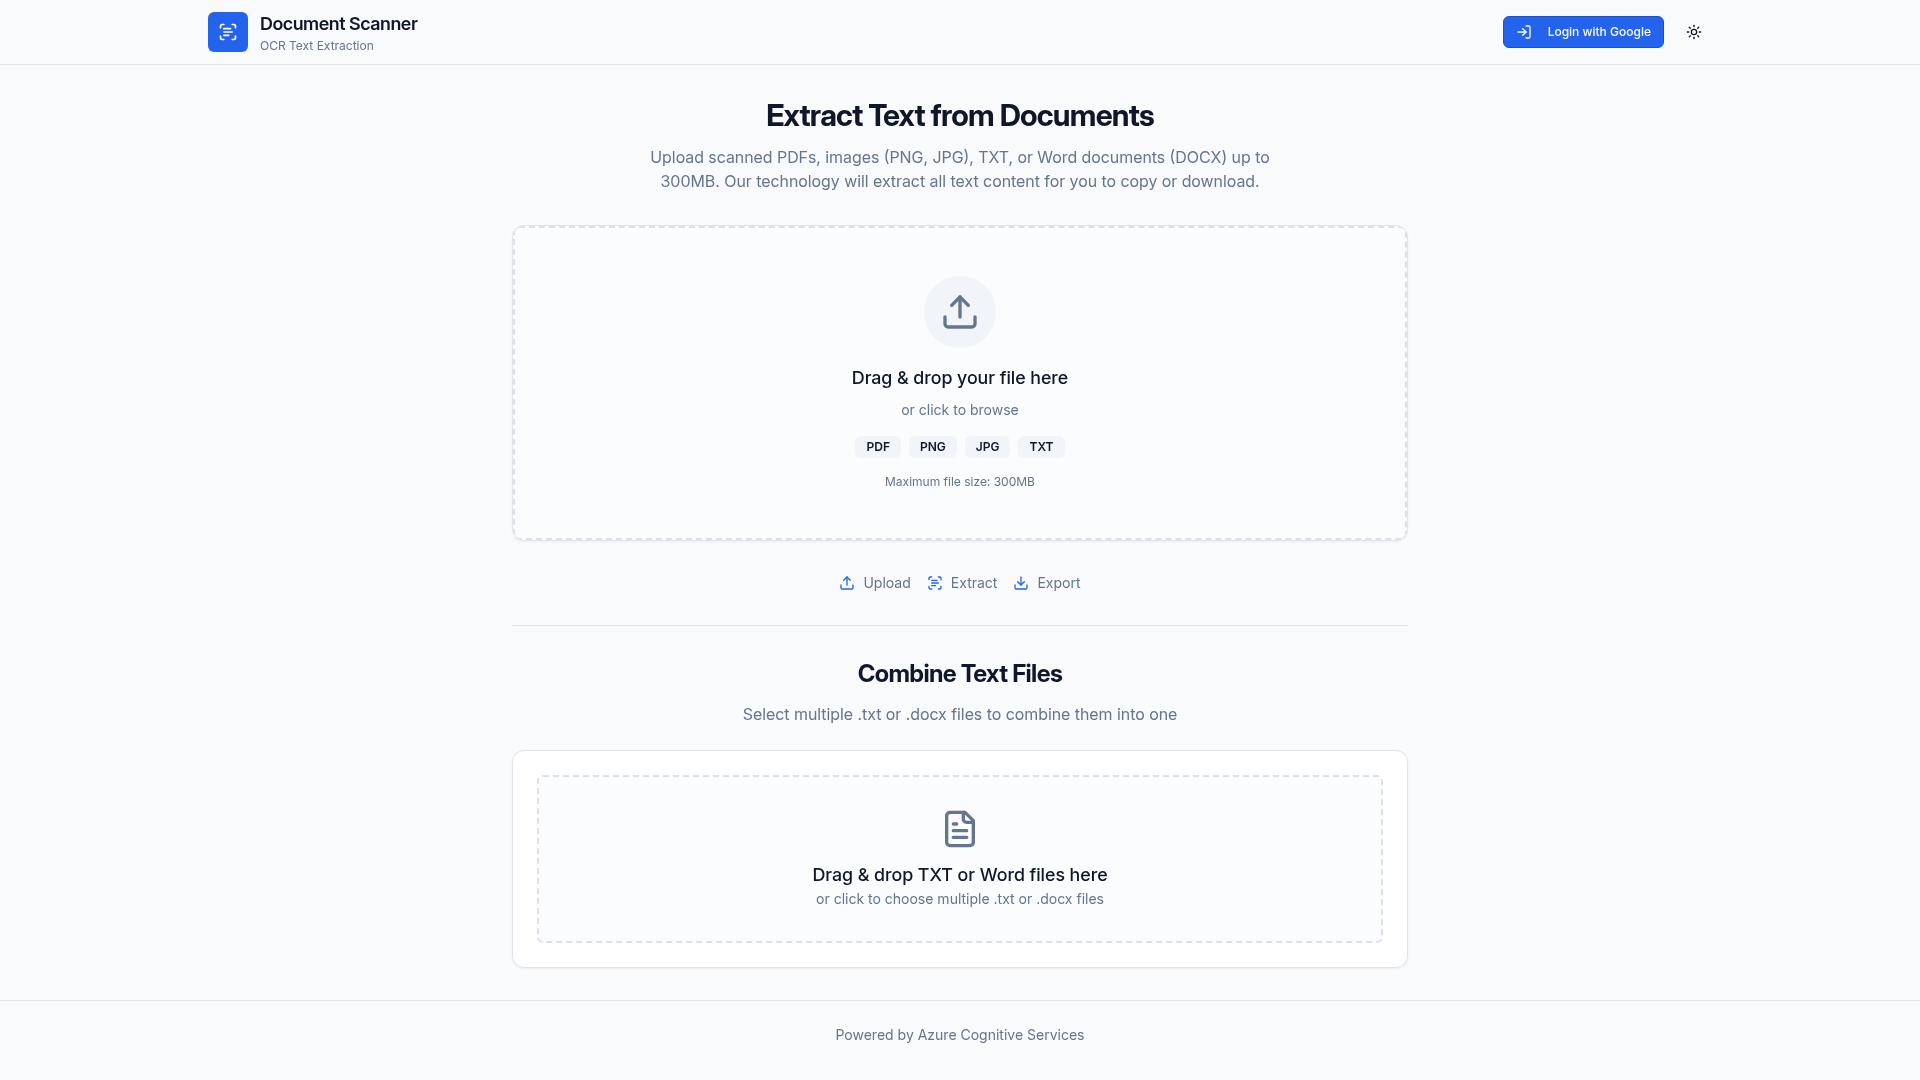 Document Scanner
OCR Text Extraction
Login with Google
Extract Text from Documents
Upload scanned PDFs, images (PNG, JPG), TXT, or Word documents (DOCX) up to
300MB. Our technology will extract all text content for you to copy or download.
Drag & drop your file here
or click to browse
PDF PNG JPG TXT
Maximum file size: 300MB
Upload Extract Export
Combine Text Files
Select multiple .txt or .docx files to combine them into one
Drag & drop TXT or Word files here
or click to choose multiple .txt or .docx files
Powered by Azure Cognitive Services